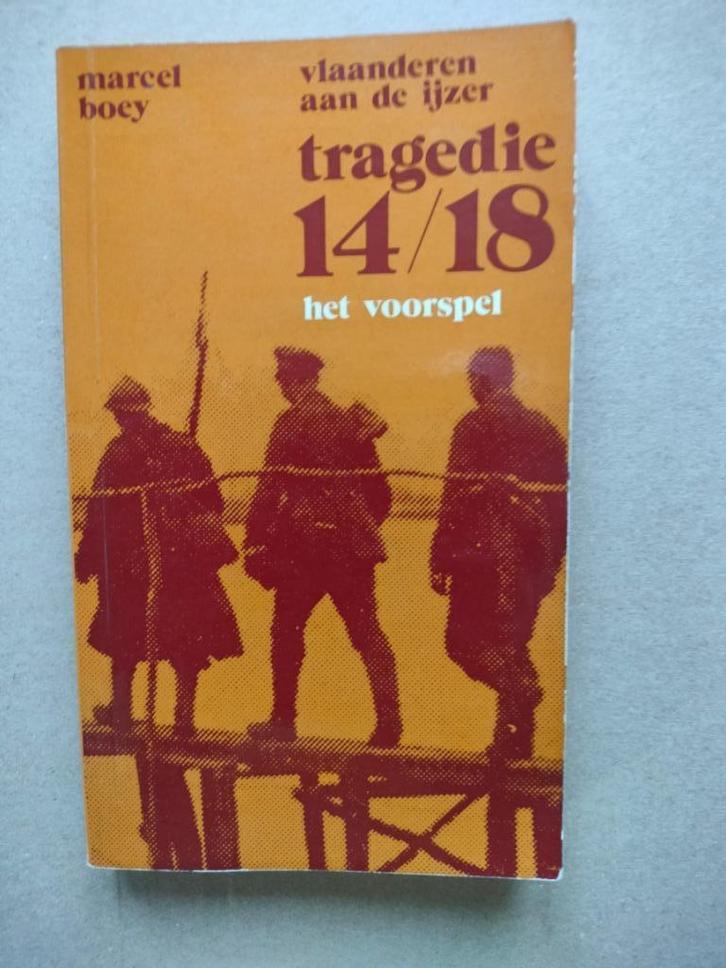 marcel
boey
vlaanderen
aan de ijzer
tragedie
14/18
het voorspel